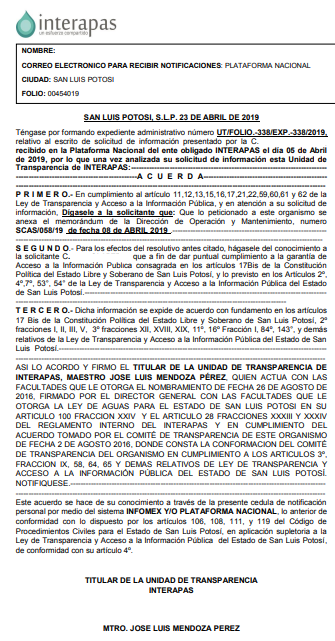 interapas
un esfuerzo compartido
NOMBRE:
CORREO ELECTRONICO PARA RECIBIR NOTIFICACIONES: PLATAFORMA NACIONAL
CIUDAD: SAN LUIS POTOSI
FOLIO: 00454019
SAN LUIS POTOSI, S.L.P. 23 DE ABRIL DE 2019
Téngase por formando expediente administrativo número UT/FOLIO.-338/EXP.-338/2019,
relativo al escrito de solicitud de información presentado por la C.
recibido en la Plataforma Nacional del ente obligado INTERAPAS el día 05 de Abril
de 2019, por lo que una vez analizada su solicitud de información esta Unidad de
Transparencia de INTERAPAS:-----------------------------------------------
-----------------------------A C U E R D A-----------------------------
P R I M E R O.- En cumplimiento al artículo 11,12,13,15,16,17,21,22,59,60,61 y 62 de la
Ley de Transparencia y Acceso a la Información Pública, y en atención a su solicitud de
información, Dígasele a la solicitante que: Que lo peticionado a este organismo se
anexa el memorándum de la Dirección de Operación y Mantenimiento, número
SCAS/058/19 de fecha 08 de ABRIL, 2019 .-----------------------------
S E G U N D O.- Para los efectos del resolutivo antes citado, hágasele del conocimiento a
la solicitante C. que a fin de dar puntual cumplimiento a la garantía de
Acceso a la Información Publica consagrada en los artículos 17Bis de la Constitución
Política del Estado Libre y Soberano de San Luis Potosí, y lo previsto en los Artículos 2º,
4º,7º, 53°, 54° de la Ley de Transparencia y Acceso a la Información Pública del Estado
de San Luis Potosí.-----------------------------------------------
T E R C E R O.- Dicha información se expide de acuerdo con fundamento en los artículos
17 Bis de la Constitución Política del Estado Libre y Soberano de San Luis Potosí, 2º
fracciones I, II, III, V, 3º fracciones XII, XVIII, XIX, 11º, 16º Fracción I, 84º, 143°, y demás
relativos de la Ley de Transparencia y Acceso a la Información Pública del Estado de San
Luis Potosí.-----------------------------------------------
ASI LO ACORDO Y FIRMO EL TITULAR DE LA UNIDAD DE TRANSPARENCIA DE
INTERAPAS, MAESTRO JOSE LUIS MENDOZA PÉREZ, QUIEN ACTUA CON LAS
FACULTADES QUE LE OTORGA EL NOMBRAMIENTO DE FECHA 26 DE AGOSTO DE
2016, FIRMADO POR EL DIRECTOR GENERAL CON LAS FACULTADES QUE LE
OTORGA LA LEY DE AGUAS PARA EL ESTADO DE SAN LUIS POTOSÍ EN SU
ARTICULO 100 FRACCION XXIV Y EL ARTICULO 28 FRACCIONES XXXX Y XXXIV
DEL REGLAMENTO INTERNO DEL INTERAPAS Y EN CUMPLIMIENTO DEL
ACUERDO TOMADO POR EL COMITÉ DE TRANSPARENCIA DE ESTE ORGANISMO
DE FECHA 2 DE AGOSTO 2016, DONDE CONSTA LA CONFORMACION DEL COMITÉ
DE TRANSPARENCIA DEL ORGANISMO EN CUMPLIMIENTO A LOS ARTICULOS 3º,
FRACCION IX, 58, 64, 65 Y DEMAS RELATIVOS DE LEY DE TRANSPARENCIA Y
ACCESO A LA INFORMACIÓN PÚBLICA DEL ESTADO DE SAN LUIS POTOSÍ.
NOTIFIQUESE.-----------------------------------------------
Este acuerdo se hace de su conocimiento a través de la presente cedula de notificación
personal por medio del sistema INFOMEX Y/O PLATAFORMA NACIONAL, lo anterior de
conformidad con lo dispuesto por los artículos 106, 108, 111, y 119 del Código de
Procedimientos Civiles para el Estado de San Luis Potosí, en aplicación supletoria a la
Ley de Transparencia y Acceso a la Información Pública del Estado de San Luis Potosí,
de conformidad con su artículo 4º.
TITULAR DE LA UNIDAD DE TRANSPARENCIA
INTERAPAS
MTRO. JOSE LUIS MENDOZA PEREZ